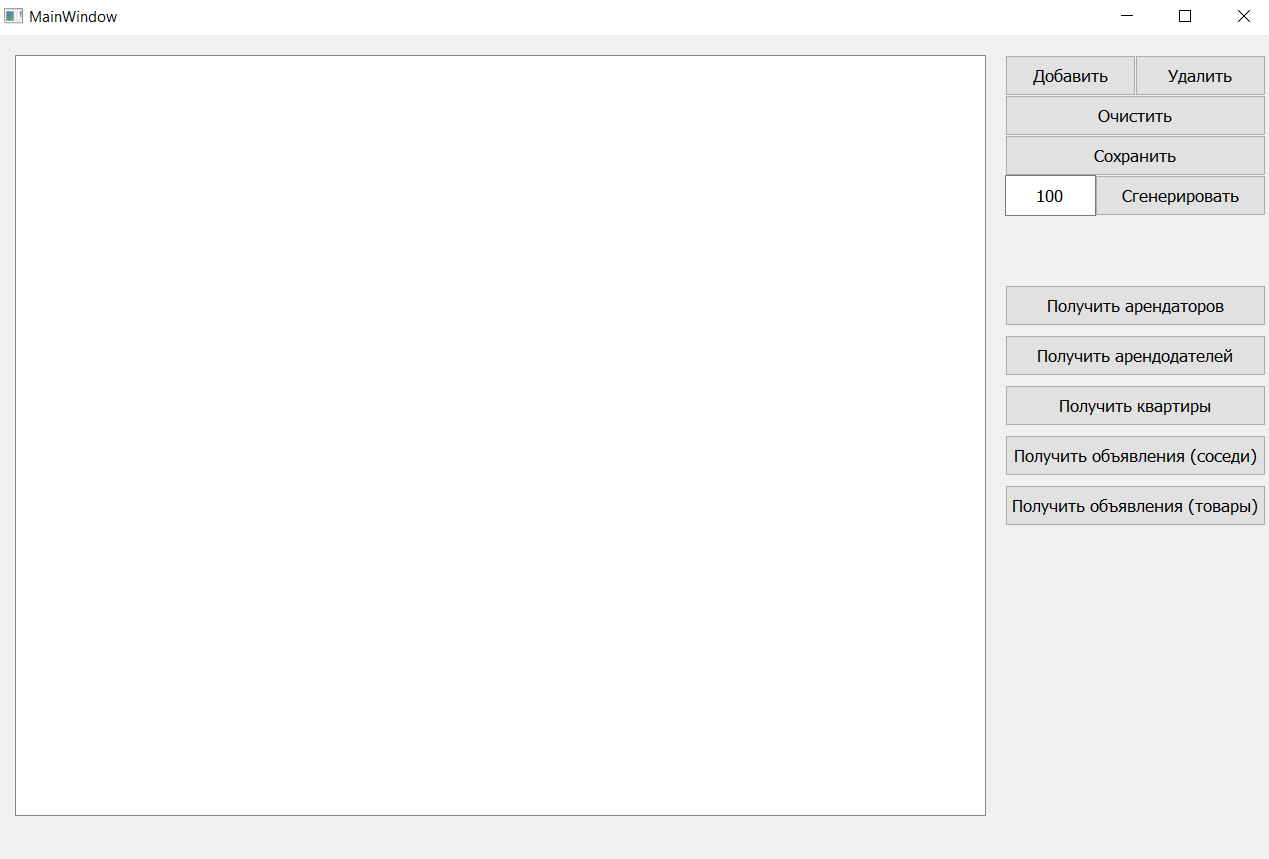 MainWindow
Добавить
Удалить
Очистить
Сохранить
100
Сгенерировать
Получить арендаторов
Получить арендодателей
Получить квартиры
Получить объявления (соседи)
Получить объявления (товары)